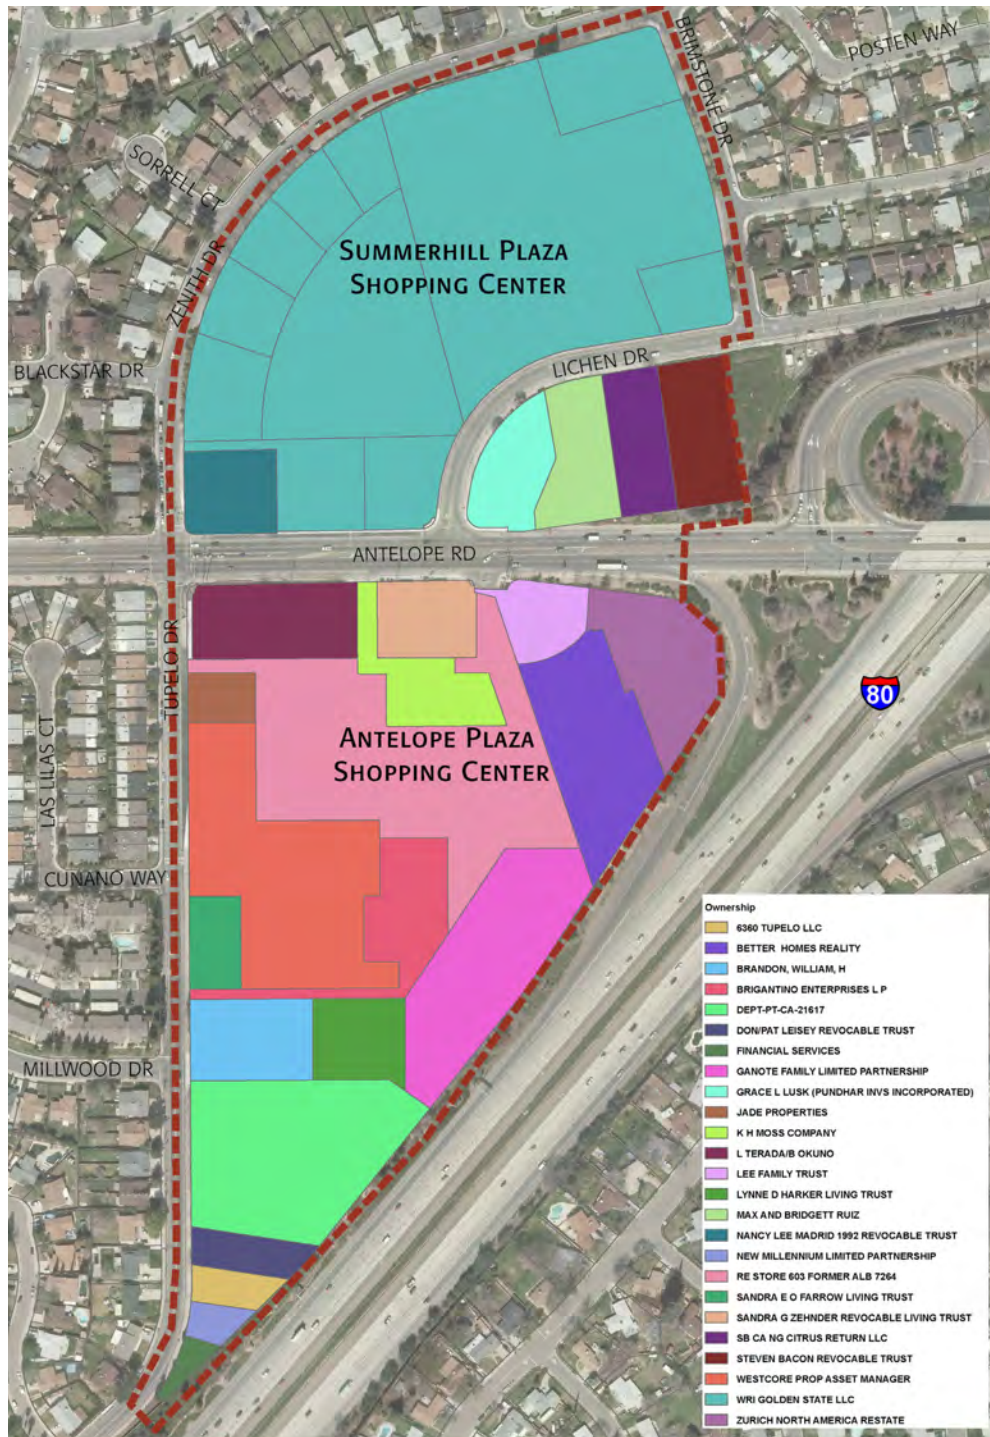 POSTEN WAY
BRIMSTONE DR
SORRELL CT
SUMMERHILL PLAZA
SHOPPING CENTER
ZENITH DR
LICHEN DR
BLACKSTAR DR
ANTELOPE RD
TUPELO DR
80
LAS LILAS CT
ANTELOPE PLAZA
SHOPPING CENTER
CUNANO WAY
MILLWOOD DR
Ownership
6360 TUPELO LLC
BETTER HOMES REALITY
BRANDON, WILLIAM, H
BRIGANTINO ENTERPRISES L P
DEPT-PT-CA-21617
DON/PAT LEISEY REVOCABLE TRUST
FINANCIAL SERVICES
GANOTE FAMILY LIMITED PARTNERSHIP
GRACE L LUSK (PUNDHAR INVS INCORPORATED)
JADE PROPERTIES
K H MOSS COMPANY
L TERADA/B OKUNO
LEE FAMILY TRUST
LYNNE D HARKER LIVING TRUST
MAX AND BRIDGETT RUIZ
NANCY LEE MADRID 1992 REVOCABLE TRUST
NEW MILLENNIUM LIMITED PARTNERSHIP
RE STORE 603 FORMER ALB 7264
SANDRA E O FARROW LIVING TRUST
SANDRA G ZEHNDER REVOCABLE LIVING TRUST
SB CA NG CITRUS RETURN LLC
STEVEN BACON REVOCABLE TRUST
WESTCORE PROP ASSET MANAGER
WRI GOLDEN STATE LLC
ZURICH NORTH AMERICA RESTATE